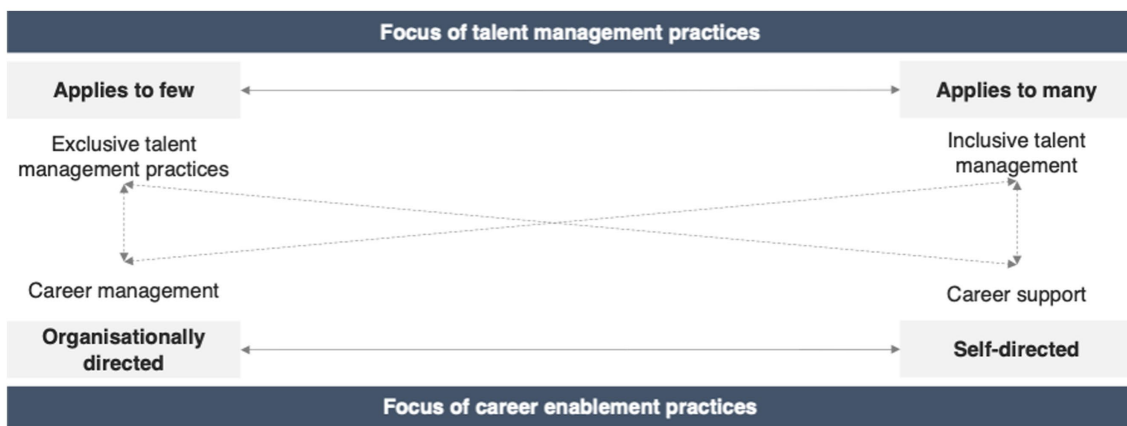 Focus of talent management practices
Applies to few
Applies to many
Exclusive talent
management practices
Inclusive talent
management
Career management
Career support
Organisationally
directed
Self-directed
Focus of career enablement practices